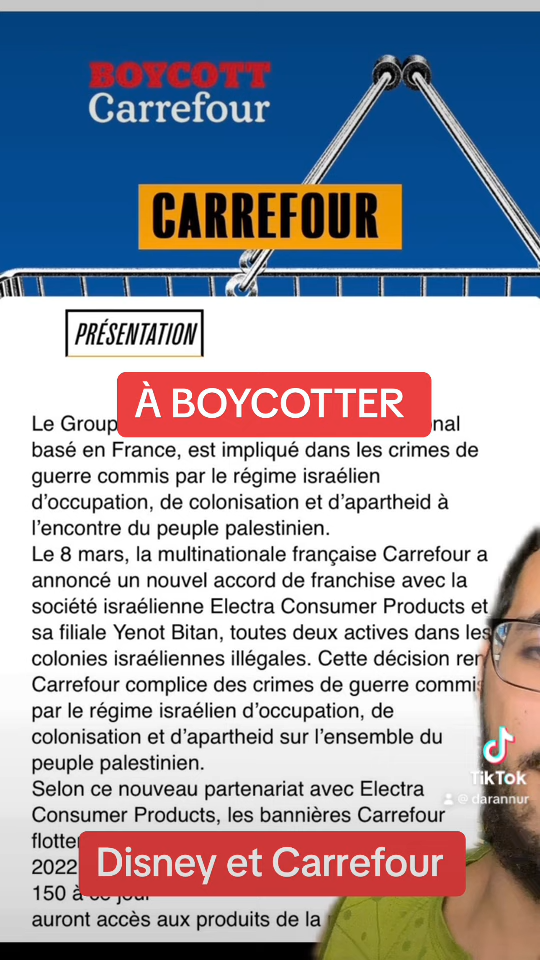 BOYCOTT
Carrefour
CARREFOUR
PRÉSENTATION
À BOYCOTTER
Le Group
basé en France, est impliqué dans les crimes de
guerre commis par le régime israélien
d'occupation, de colonisation et d'apartheid à
l'encontre du peuple palestinien.
Le 8 mars, la multinationale française Carrefour a
annoncé un nouvel accord de franchise avec la
société israélienne Electra Consumer Products et
sa filiale Yenot Bitan, toutes deux actives dans les
colonies israéliennes illégales. Cette décision ren
Carrefour complice des crimes de guerre commis
par le régime israélien d'occupation, de
colonisation et d'apartheid sur l'ensemble du
peuple palestinien.
Selon ce nouveau partenariat avec Electra
Consumer Products, les bannières Carrefour
flotter
2022
Disney et Carrefour
150 à ce jour
auront accès aux produits de la
TikTok
@ darannur